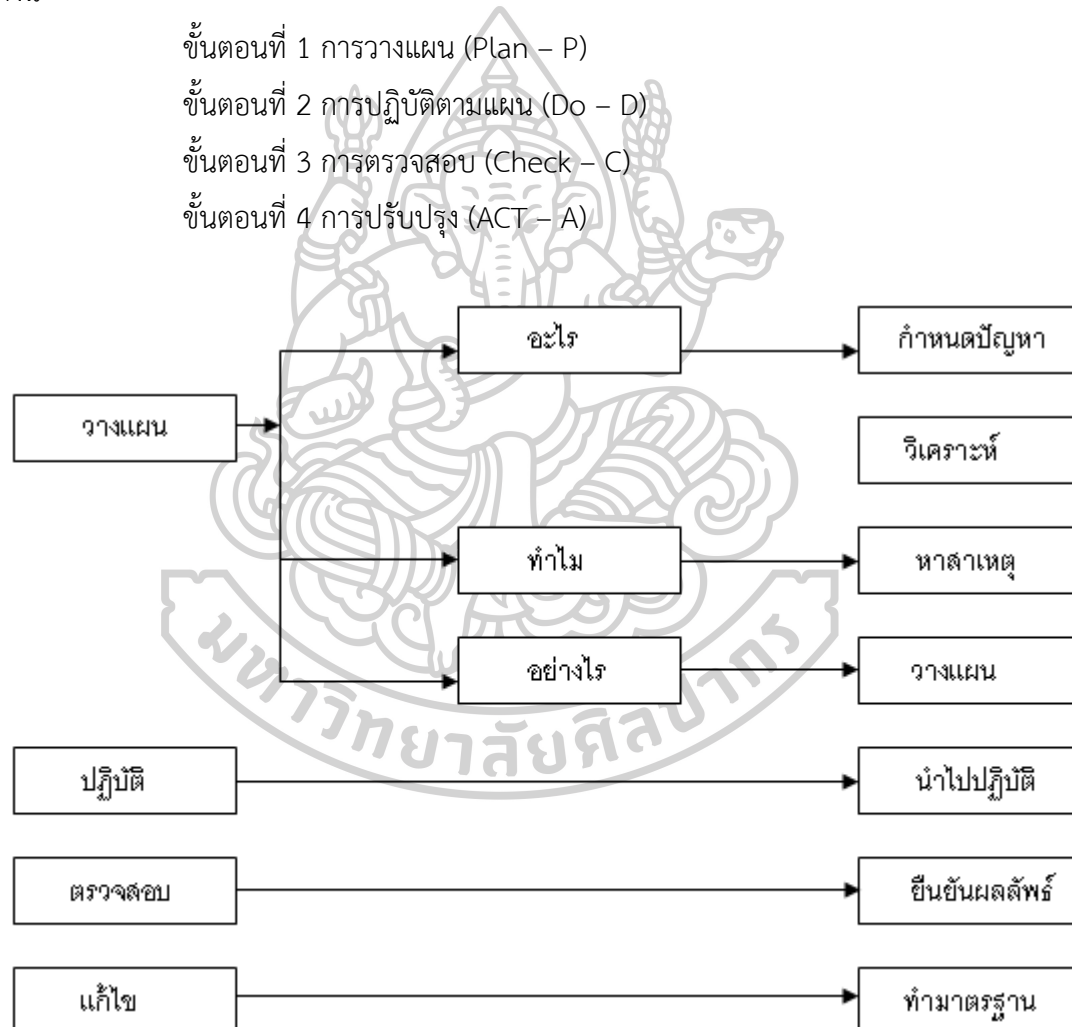 ขั้นตอนที่ 1 การวางแผน (Plan – P)
ขั้นตอนที่ 2 การปฏิบัติตามแผน (Do – D)
ขั้นตอนที่ 3 การตรวจสอบ (Check – C)
ขั้นตอนที่ 4 การปรับปรุง (ACT – A)
อะไร
กำหนดปัญหา
วางแผน
วิเคราะห์
ทำไม
หาสาเหตุ
อย่างไร
วางแผน
มหาวิทยาลัยศิลปากร
ปฏิบัติ
นำไปปฏิบัติ
ตรวจสอบ
ยืนยันผลลัพธ์
แก้ไข
ทำมาตรฐาน